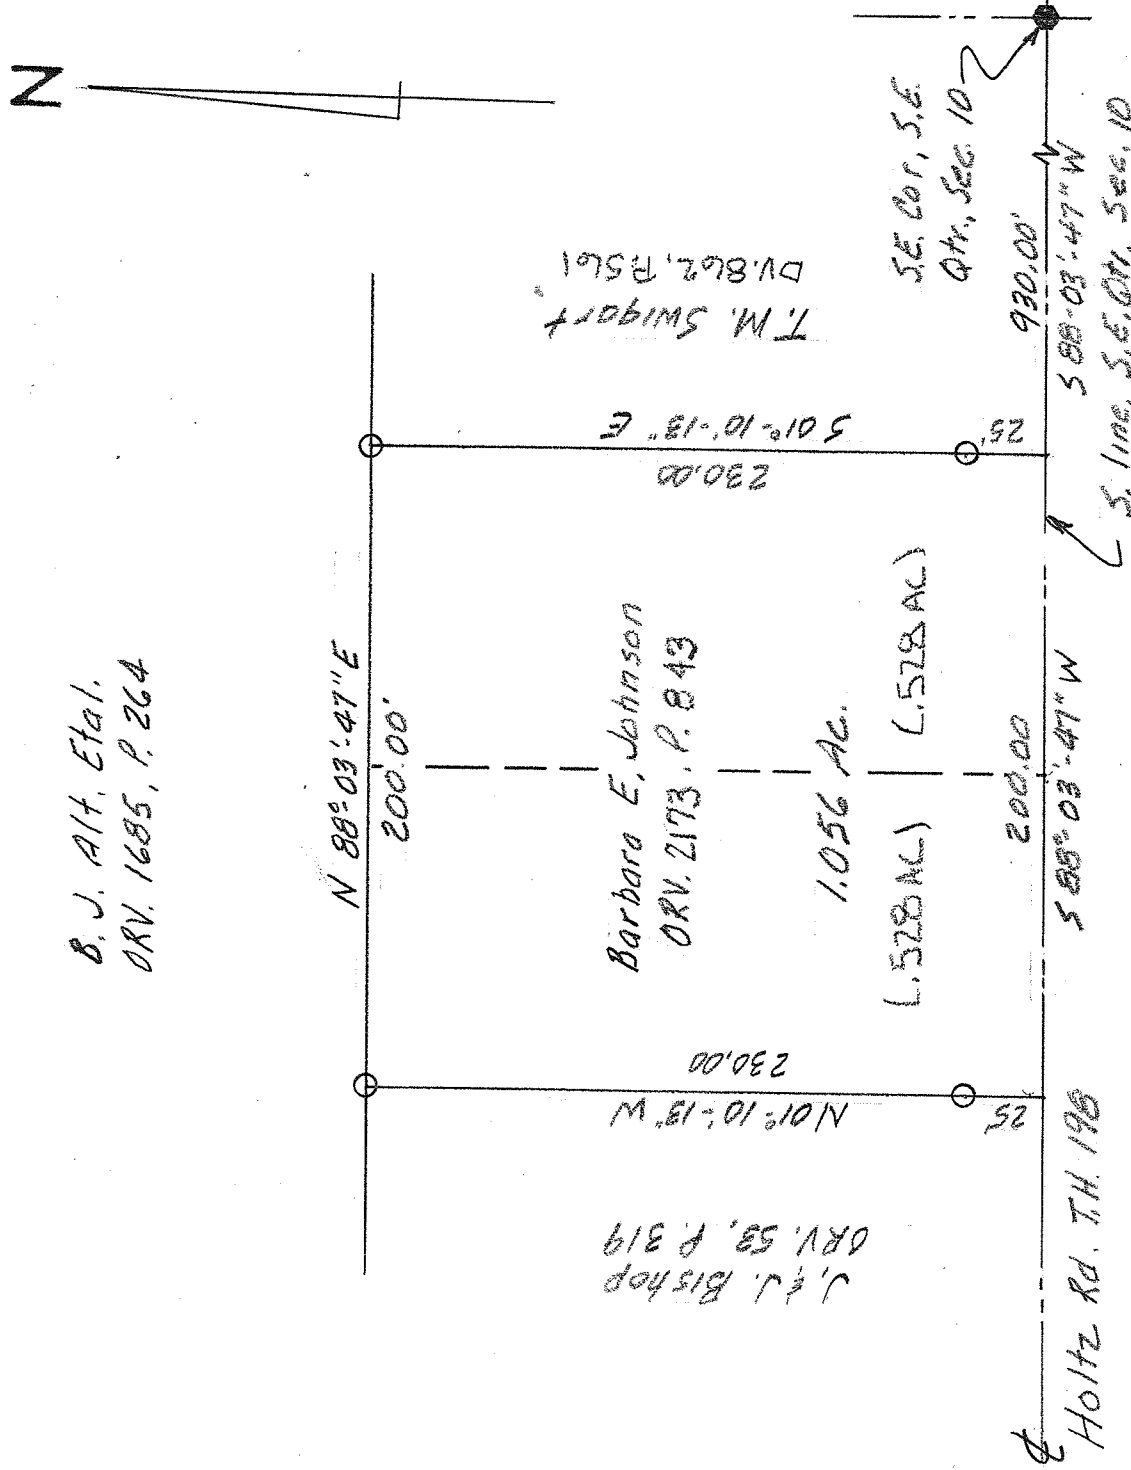 N
B. J. Alt. Etal.
ORV. 1685, P. 264
N 88° 03'-47" E
200.00'
J. & J. Bishop
ORV. 53, P. 319
N 01°-10'-13" W
230.00
25'
Barbara E. Johnson
ORV. 2173. P. 843
1.056 Ac.
(.528 AC) (.528 AC)
S 01°-10'-13" E
230.00
25'
T. M. Swigart
DV. 862, P. 561
S.E. Cor, S.E.
Qtr., Sec. 10
200.00
930.00'
S 88°-03'-47" W
S 88-03'-47" W
S. line, S.E. Qtr. Sec. 10
Holtz Rd. T.H. 198